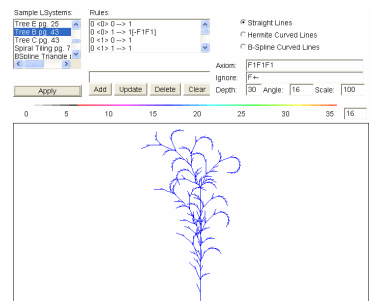 Sample LSystems:
Rules:
Tree E pg. 25
Tree B pg. 43
Tree C pg. 43
Spiral Tiling pg. 7
BSpline Triangle
0 <0> 0 --> 1
0 <0> 1 --> 1[-F1F1]
0 <1> 0 --> 1
0 <1> 1 --> 1
Straight Lines
Hermite Curved Lines
B-Spline Curved Lines
Axiom: F1F1F1
Ignore: F+-
Apply
Add Update Delete Clear
Depth: 30 Angle: 16 Scale: 100
0 5 10 15 20 25 30 35 16